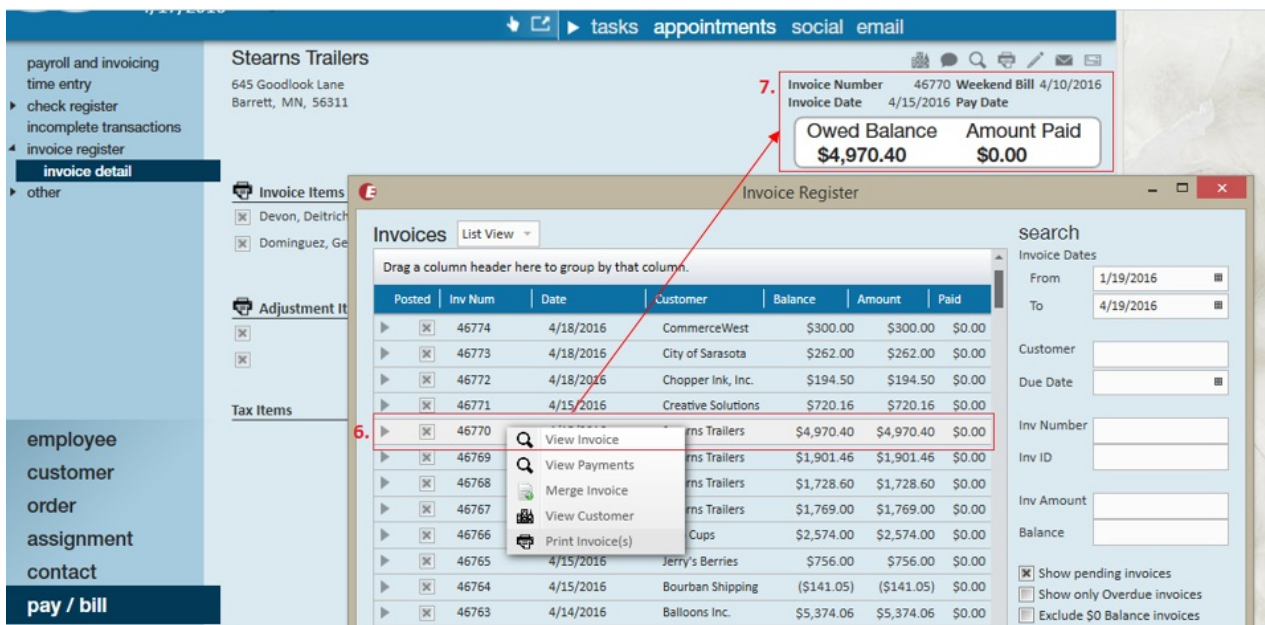 tasks appointments social email
payroll and invoicing
time entry
check register
incomplete transactions
invoice register
invoice detail
other
employee
customer
order
assignment
contact
pay / bill
Stearns Trailers
645 Goodlook Lane
Barrett, MN, 56311
7.
Invoice Number 46770 Weekend Bill 4/10/2016
Invoice Date 4/15/2016 Pay Date
Owed Balance Amount Paid
$4,970.40 $0.00
Invoice Items
Devon, Deitrich
Dominguez, Ge
Adjustment It
Tax Items
Invoice Register
Invoices List View
Drag a column header here to group by that column.
Posted Inv Num Date Customer Balance Amount Paid
46774 4/18/2016 CommerceWest $300.00 $300.00 $0.00
46773 4/18/2016 City of Sarasota $262.00 $262.00 $0.00
46772 4/18/2016 Chopper Ink, Inc. $194.50 $194.50 $0.00
46771 4/15/2016 Creative Solutions $720.16 $720.16 $0.00
6. 46770 Trailers $4,970.40 $4,970.40 $0.00
46769 Trailers $1,901.46 $1,901.46 $0.00
46768 Trailers $1,728.60 $1,728.60 $0.00
46767 Trailers $1,769.00 $1,769.00 $0.00
46766 Cups $2,574.00 $2,574.00 $0.00
46765 4/15/2016 Jerry's Berries $756.00 $756.00 $0.00
46764 4/15/2016 Bourban Shipping ($141.05) ($141.05) $0.00
46763 4/14/2016 Balloons Inc. $5,374.06 $5,374.06 $0.00
View Invoice
View Payments
Merge Invoice
View Customer
Print Invoice(s)
search
Invoice Dates
From 1/19/2016
To 4/19/2016
Customer
Due Date
Inv Number
Inv ID
Inv Amount
Balance
Show pending invoices
Show only Overdue invoices
Exclude $0 Balance invoices